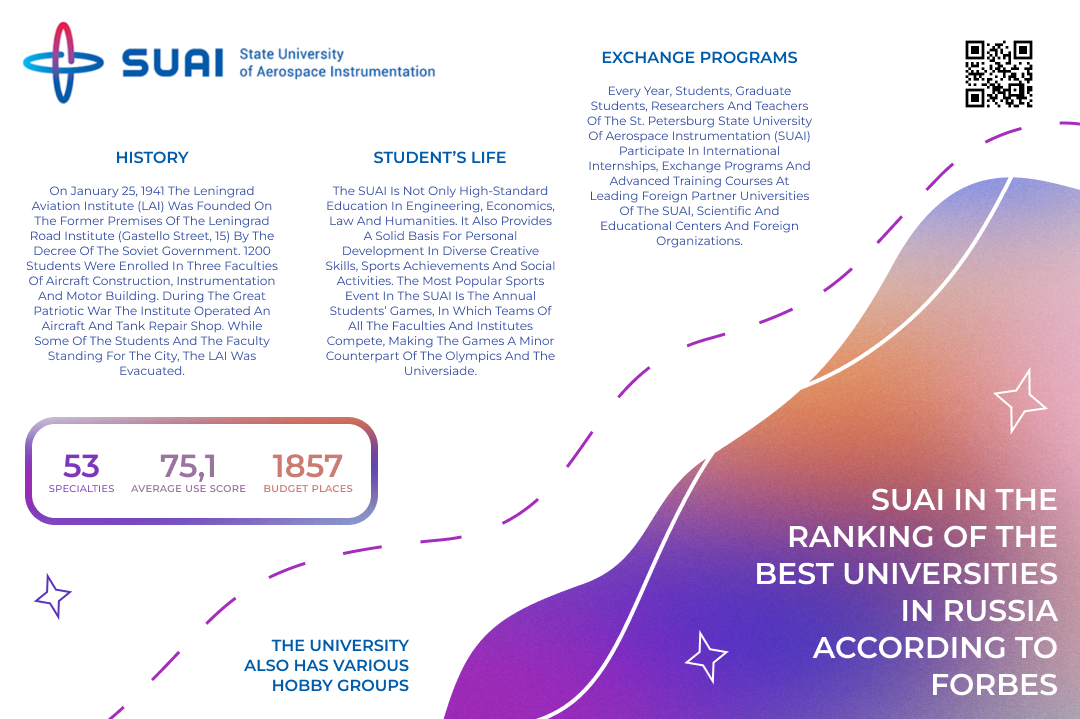 SUAI
State University
of Aerospace Instrumentation
HISTORY
On January 25, 1941 The Leningrad
Aviation Institute (LAI) Was Founded On
The Former Premises Of The Leningrad
Road Institute (Gastello Street, 15) By The
Decree Of The Soviet Government. 1200
Students Were Enrolled In Three Faculties
Of Aircraft Construction, Instrumentation
And Motor Building. During The Great
Patriotic War The Institute Operated An
Aircraft And Tank Repair Shop. While
Some Of The Students And The Faculty
Standing For The City, The LAI Was
Evacuated.
STUDENT’S LIFE
The SUAI Is Not Only High-Standard
Education In Engineering, Economics,
Law And Humanities. It Also Provides
A Solid Basis For Personal
Development In Diverse Creative
Skills, Sports Achievements And Social
Activities. The Most Popular Sports
Event In The SUAI Is The Annual
Students’ Games, In Which Teams Of
All The Faculties And Institutes
Compete, Making The Games A Minor
Counterpart Of The Olympics And The
Universiade.
EXCHANGE PROGRAMS
Every Year, Students, Graduate
Students, Researchers And Teachers
Of The St. Petersburg State University
Of Aerospace Instrumentation (SUAI)
Participate In International
Internships, Exchange Programs And
Advanced Training Courses At
Leading Foreign Partner Universities
Of The SUAI, Scientific And
Educational Centers And Foreign
Organizations.
53
SPECIALTIES
75,1
AVERAGE USE SCORE
1857
BUDGET PLACES
THE UNIVERSITY
ALSO HAS VARIOUS
HOBBY GROUPS
SUAI IN THE
RANKING OF THE
BEST UNIVERSITIES
IN RUSSIA
ACCORDING TO
FORBES